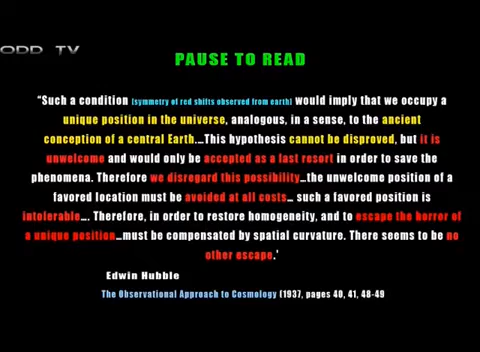 ODD TV
PAUSE TO READ
“Such a condition (symmetry of red shifts observed from earth) would imply that we occupy a
unique position in the universe, analogous, in a sense, to the ancient
conception of a central Earth....This hypothesis cannot be disproved, but it is
unwelcome and would only be accepted as a last resort in order to save the
phenomena. Therefore we disregard this possibility...the unwelcome position of a
favored location must be avoided at all costs... such a favored position is
intolerable.... Therefore, in order to restore homogeneity, and to escape the horror of
a unique position...must be compensated by spatial curvature. There seems to be no
other escape.’
Edwin Hubble
The Observational Approach to Cosmology (1937, pages 40, 41, 48-49